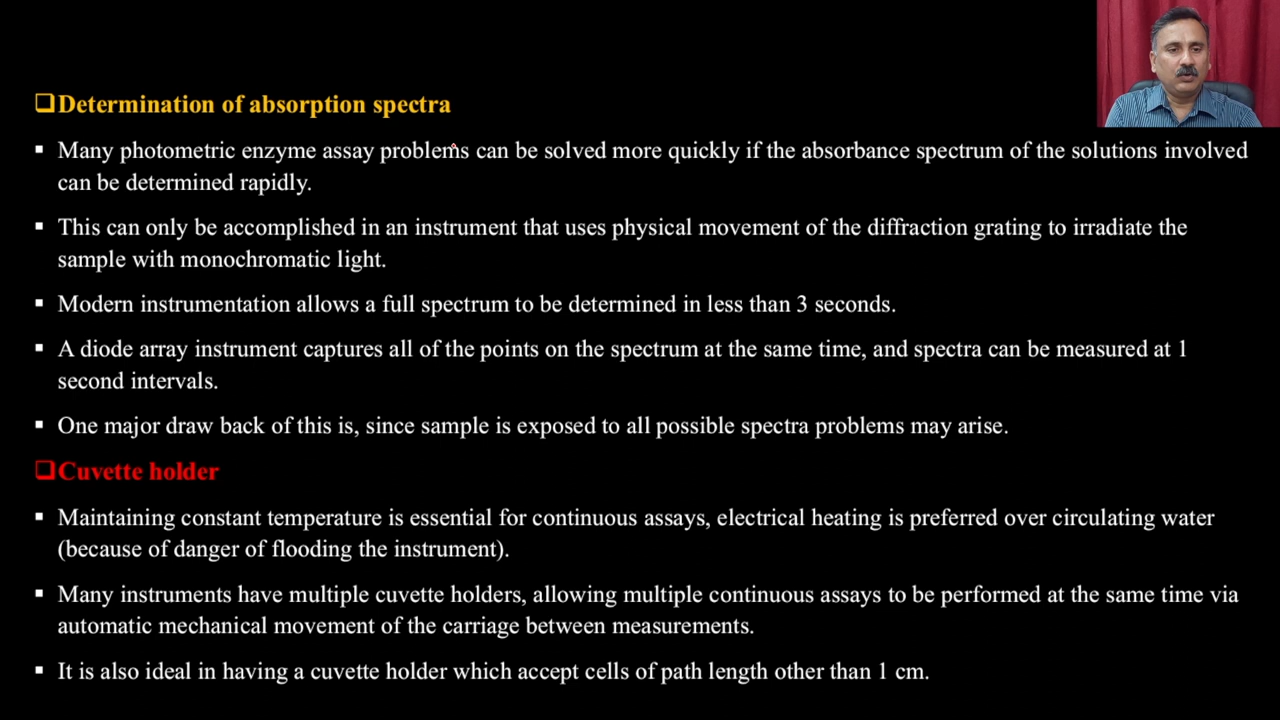 ❑Determination of absorption spectra
▪ Many photometric enzyme assay problems can be solved more quickly if the absorbance spectrum of the solutions involved
can be determined rapidly.
▪ This can only be accomplished in an instrument that uses physical movement of the diffraction grating to irradiate the
sample with monochromatic light.
▪ Modern instrumentation allows a full spectrum to be determined in less than 3 seconds.
▪ A diode array instrument captures all of the points on the spectrum at the same time, and spectra can be measured at 1
second intervals.
▪ One major draw back of this is, since sample is exposed to all possible spectra problems may arise.
❑Cuvette holder
▪ Maintaining constant temperature is essential for continuous assays, electrical heating is preferred over circulating water
(because of danger of flooding the instrument).
▪ Many instruments have multiple cuvette holders, allowing multiple continuous assays to be performed at the same time via
automatic mechanical movement of the carriage between measurements.
▪ It is also ideal in having a cuvette holder which accept cells of path length other than 1 cm.